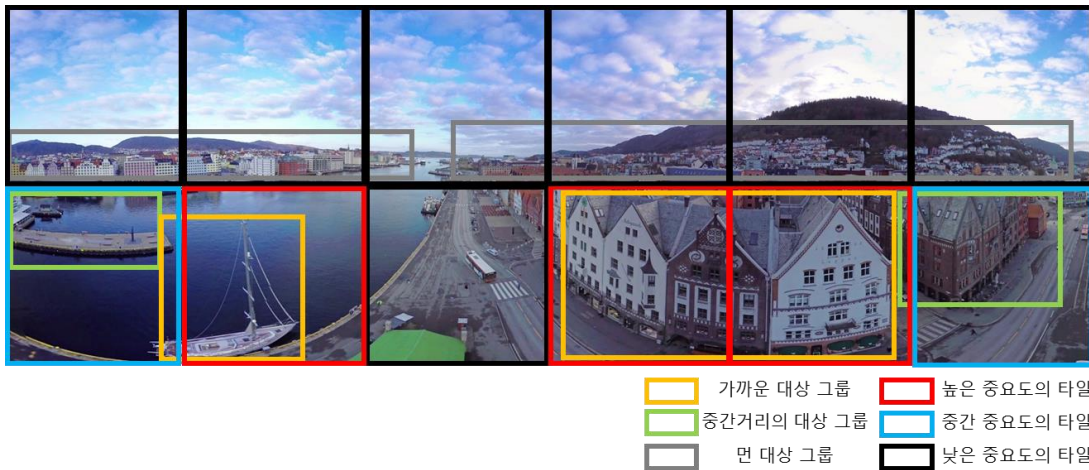 가까운 대상 그룹
높은 중요도의 타일
중간거리의 대상 그룹
중간 중요도의 타일
먼 대상 그룹
낮은 중요도의 타일